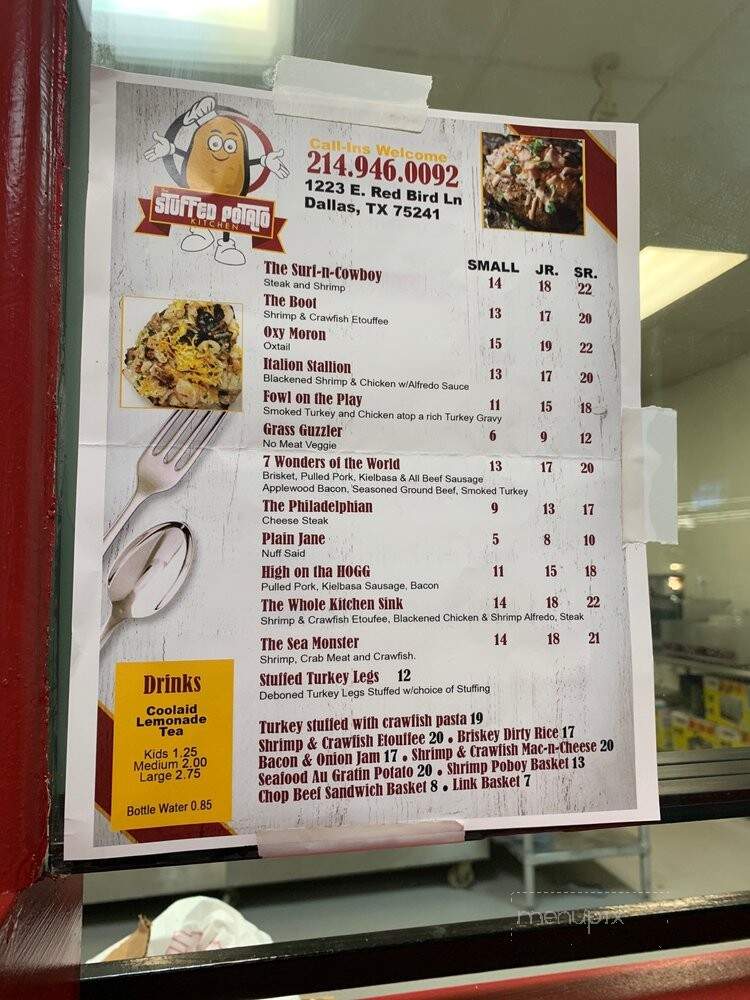 Call-Ins Welcome
214.946.0092
1223 E. Red Bird Ln
Dallas, TX 75241
STUFFED POTATO
KITCHEN
SMALL JR. SR.
The Surf-n-Cowboy 14 18 22
Steak and Shrimp
The Boot 13 17 20
Shrimp & Crawfish Etouffee
Oxy Moron 15 19 22
Oxtail
Italion Stallion 13 17 20
Blackened Shrimp & Chicken w/Alfredo Sauce
Fowl on the Play 11 15 18
Smoked Turkey and Chicken atop a rich Turkey Gravy
Grass Guzzler 6 9 12
No Meat Veggie
7 Wonders of the World 13 17 20
Brisket, Pulled Pork, Kielbasa & All Beef Sausage
Applewood Bacon, Seasoned Ground Beef, Smoked Turkey
The Philadelphian 9 13 17
Cheese Steak
Plain Jane 5 8 10
Nuff Said
High on tha HOGG 11 15 18
Pulled Pork, Kielbasa Sausage, Bacon
The Whole Kitchen Sink 14 18 22
Shrimp & Crawfish Etoufee, Blackened Chicken & Shrimp Alfredo, Steak
The Sea Monster 14 18 21
Shrimp, Crab Meat and Crawfish.
Stuffed Turkey Legs 12
Deboned Turkey Legs Stuffed w/choice of Stuffing
Turkey stuffed with crawfish pasta 19
Shrimp & Crawfish Etouffee 20 • Briskey Dirty Rice 17
Bacon & Onion Jam 17 • Shrimp & Crawfish Mac-n-Cheese 20
Seafood Au Gratin Potato 20 • Shrimp Poboy Basket 13
Chop Beef Sandwich Basket 8 • Link Basket 7
Drinks
Coolaid
Lemonade
Tea
Kids 1.25
Medium 2.00
Large 2.75
Bottle Water 0.85
menupix